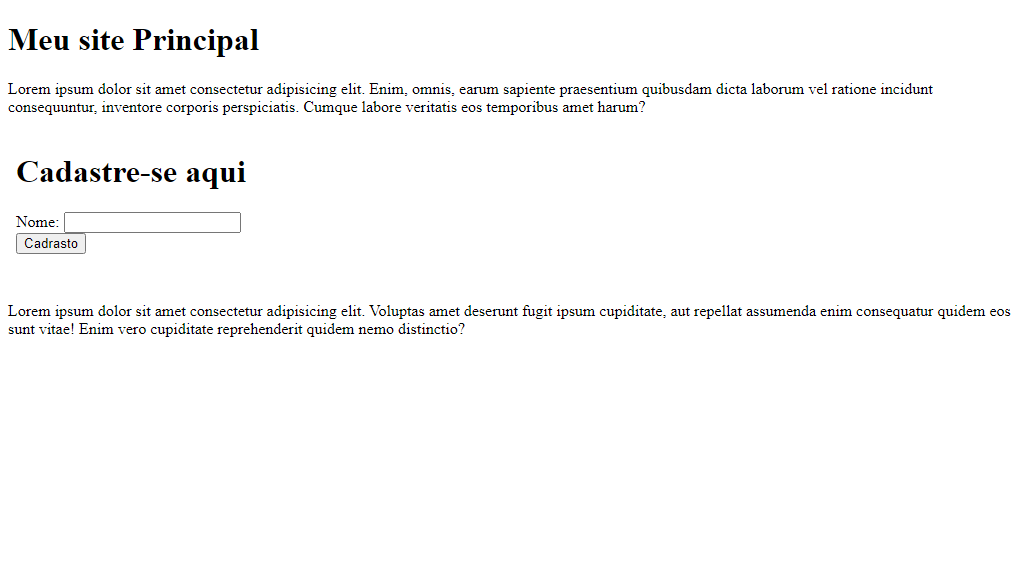 Meu site Principal
Lorem ipsum dolor sit amet consectetur adipisicing elit. Enim, omnis, earum sapiente praesentium quibusdam dicta laborum vel ratione incidunt
consequuntur, inventore corporis perspiciatis. Cumque labore veritatis eos temporibus amet harum?
Cadastre-se aqui
Nome:
Cadrasto
Lorem ipsum dolor sit amet consectetur adipisicing elit. Voluptas amet deserunt fugit ipsum cupiditate, aut repellat assumenda enim consequatur quidem eos
sunt vitae! Enim vero cupiditate reprehenderit quidem nemo distinctio?